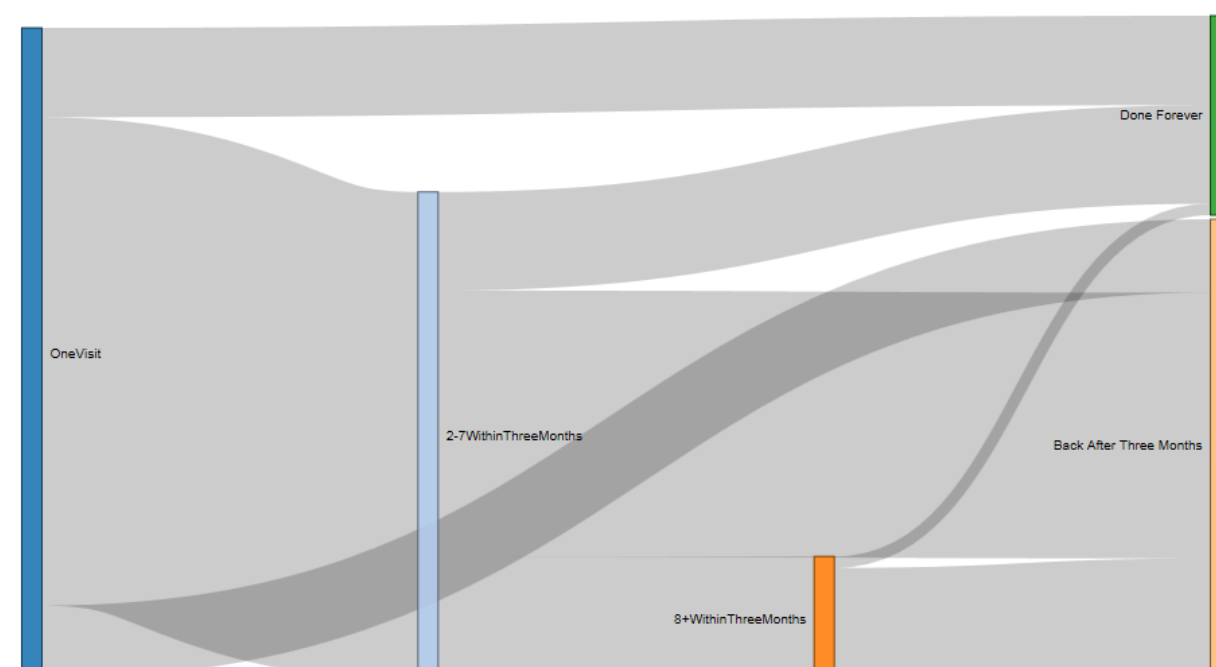 Done Forever
OneVisit
2-7WithinThreeMonths
Back After Three Months
8+WithinThreeMonths